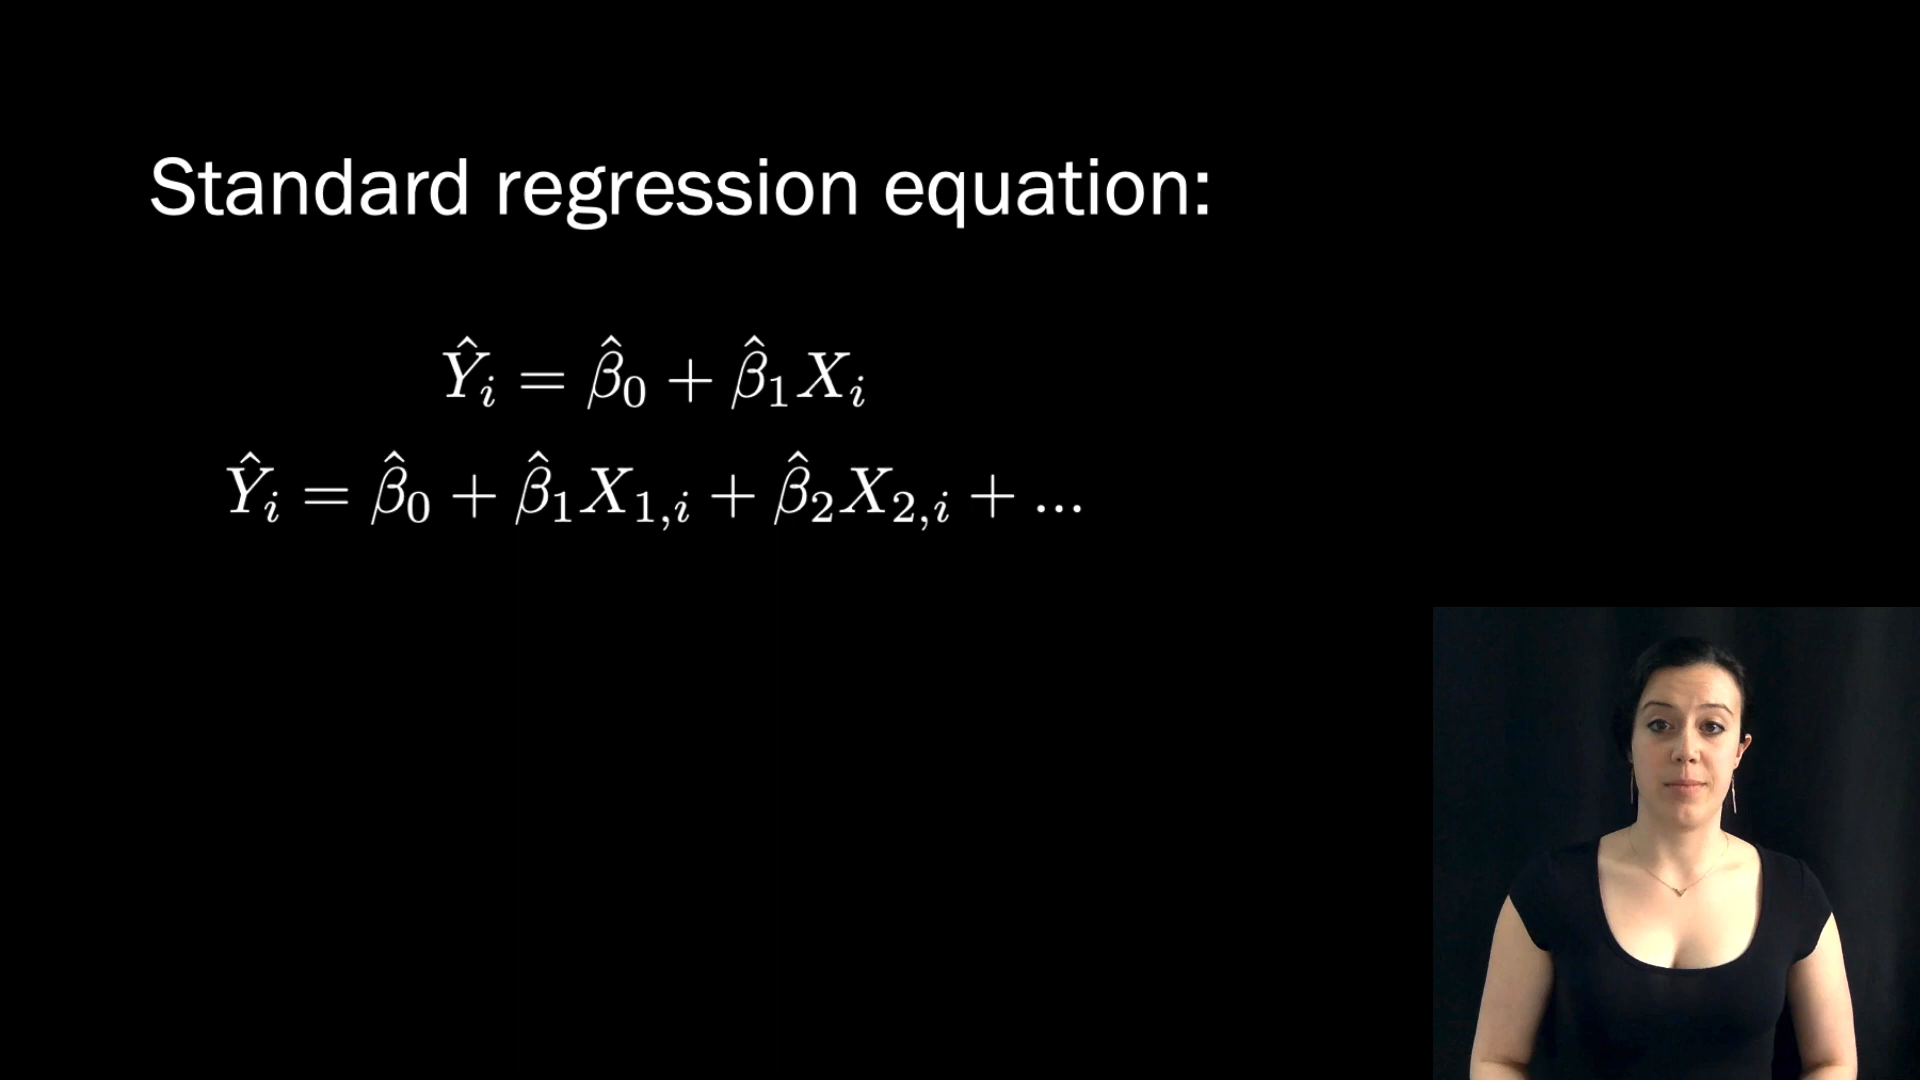 Standard regression equation:
Ŷᵢ = β̂₀ + β̂₁Xᵢ
Ŷᵢ = β̂₀ + β̂₁X₁,ᵢ + β̂₂X₂,ᵢ + ...